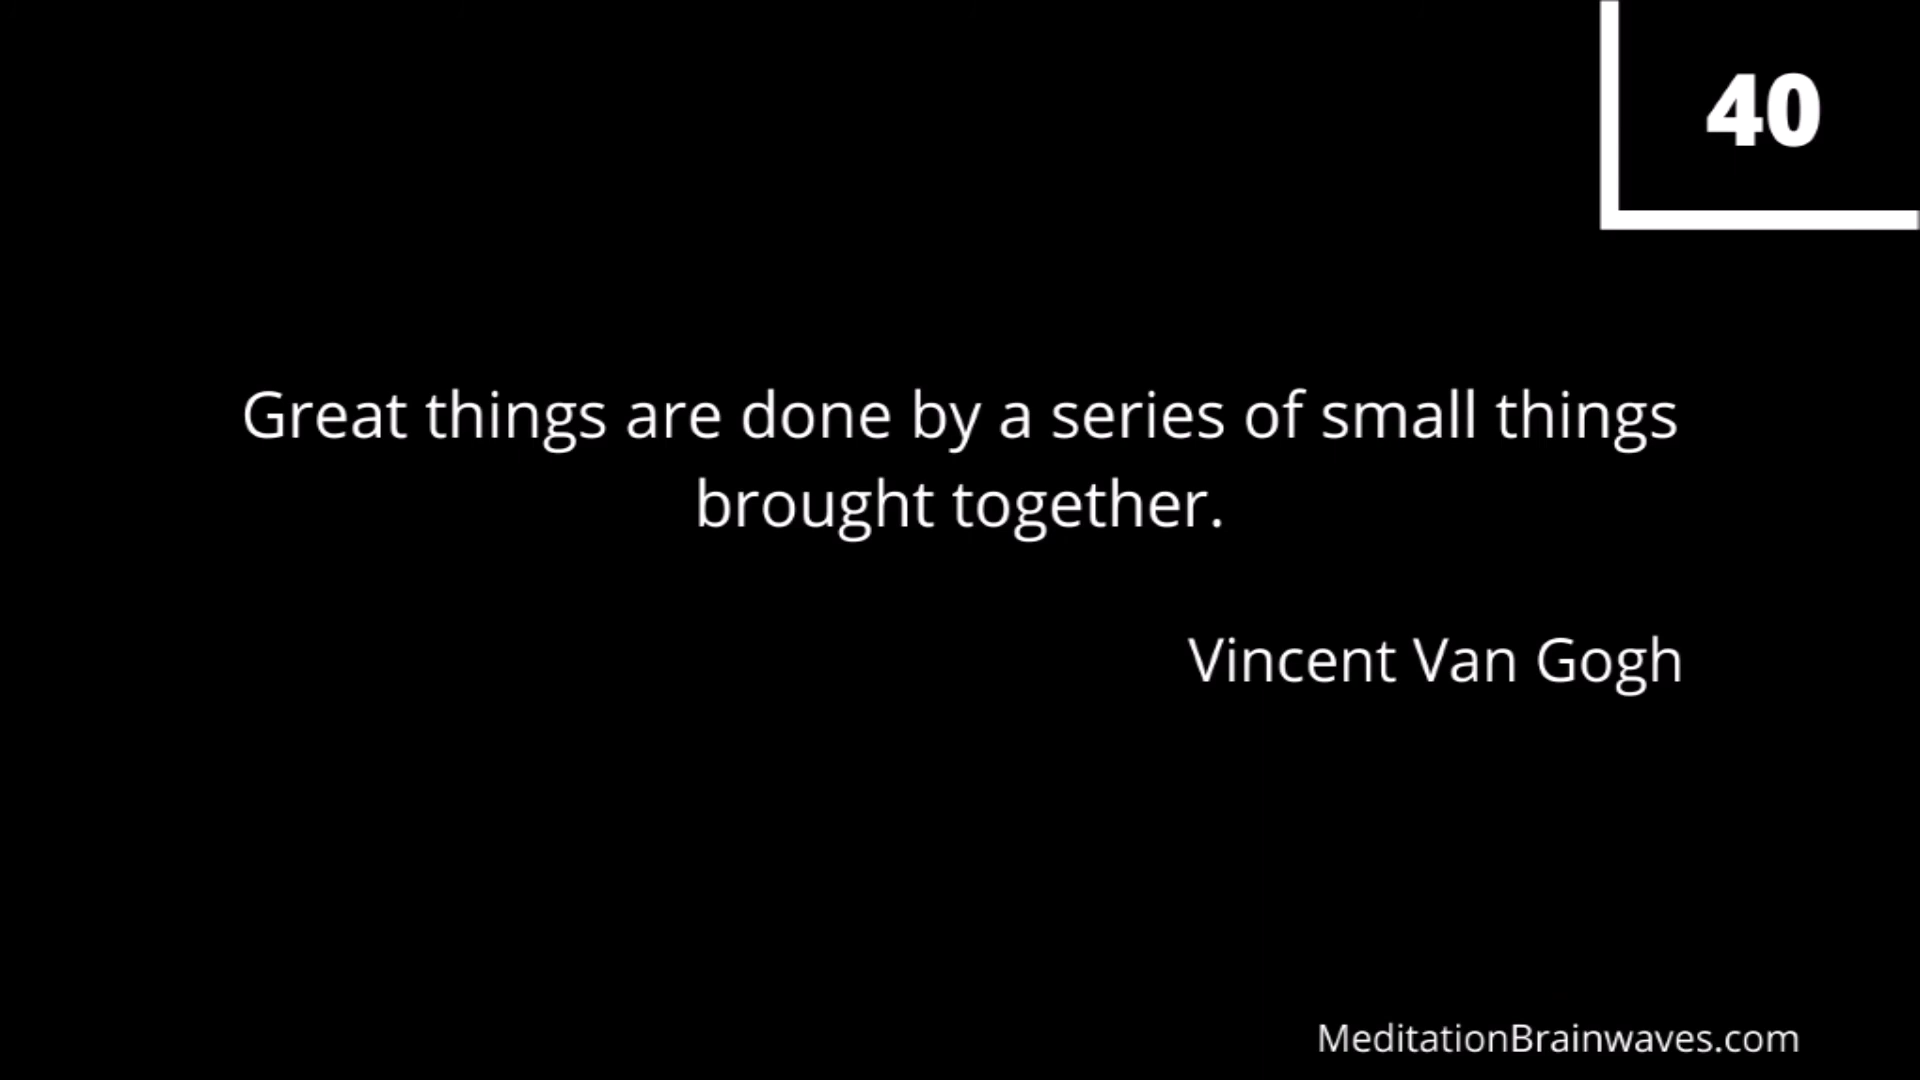 40
Great things are done by a series of small things
brought together.
Vincent Van Gogh
MeditationBrainwaves.com